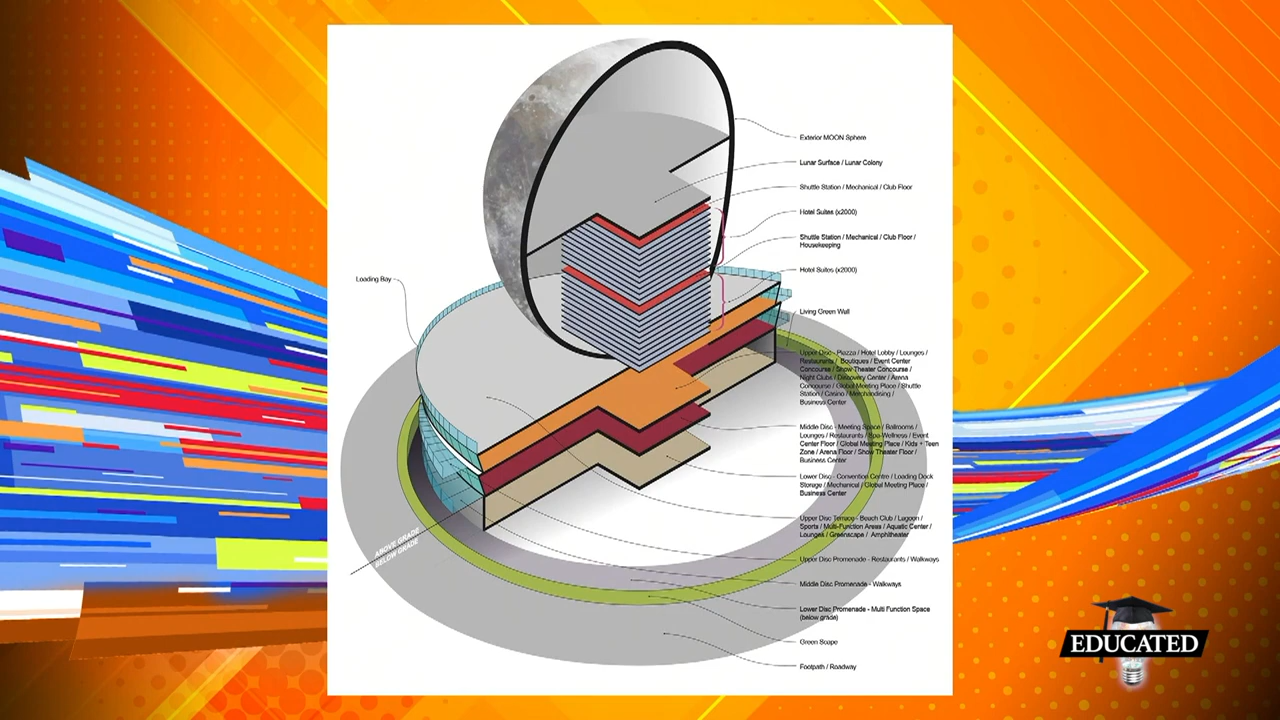 Exterior MOON Sphere
Lunar Surface / Lunar Colony
Shuttle Station / Mechanical / Club Floor
Hotel Suites (x2000)
Shuttle Station / Mechanical / Club Floor /
Housekeeping
Hotel Suites (x2000)
Loading Bay
Living Green Wall
Upper Disc - Piazza / Hotel Lobby / Lounges /
Restaurants / Boutiques / Event Center
Concourse / Show Theater Concourse /
Night Clubs / Discovery Center / Arena
Concourse / Global Meeting Place / Shuttle
Station / Casino / Merchandising /
Business Center
Middle Disc - Meeting Space / Ballrooms /
Lounges / Restaurants / Spa-Wellness / Event
Center Floor / Global Meeting Place / Kids + Teen
Zone / Arena Floor / Show Theater Floor /
Business Center
Lower Disc - Convention Centre / Loading Dock
Storage / Mechanical / Global Meeting Place /
Business Center
Upper Disc Terrace - Beach Club / Lagoon /
Sports / Multi-Function Areas / Aquatic Center /
Lounges / Greenscape / Amphitheater
ABOVE GRADE
BELOW GRADE
Upper Disc Promenade - Restaurants / Walkways
Middle Disc Promenade - Walkways
Lower Disc Promenade - Multi Function Space
(below grade)
Green Scape
Footpath / Roadway
EDUCATED